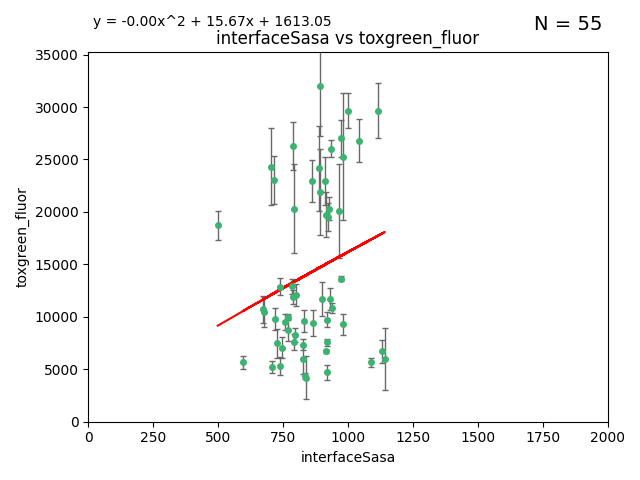 y = -0.00x^2 + 15.67x + 1613.05
N = 55
interfaceSasa vs toxgreen_fluor
35000
30000
25000
20000
15000
10000
5000
0
toxgreen_fluor
0 250 500 750 1000 1250 1500 1750 2000
interfaceSasa